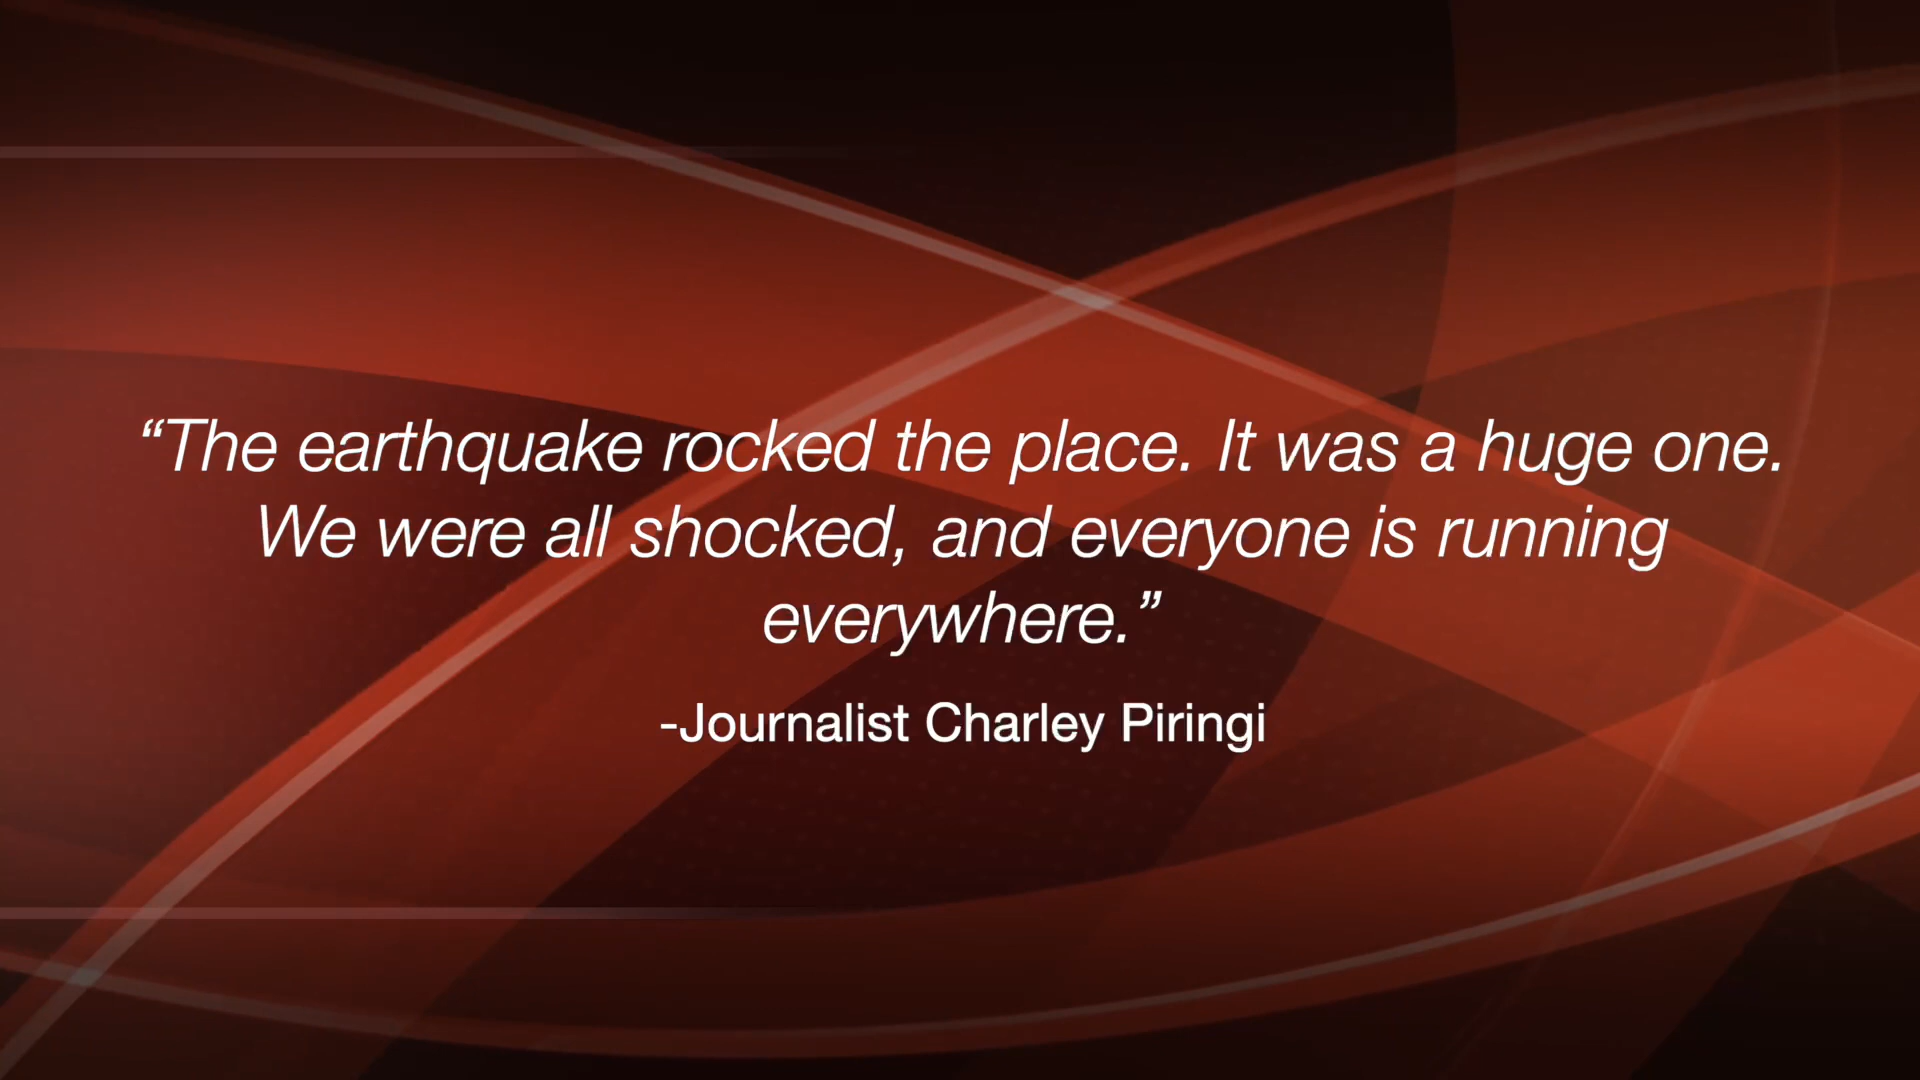 “The earthquake rocked the place. It was a huge one.
We were all shocked, and everyone is running
everywhere.”
-Journalist Charley Piringi